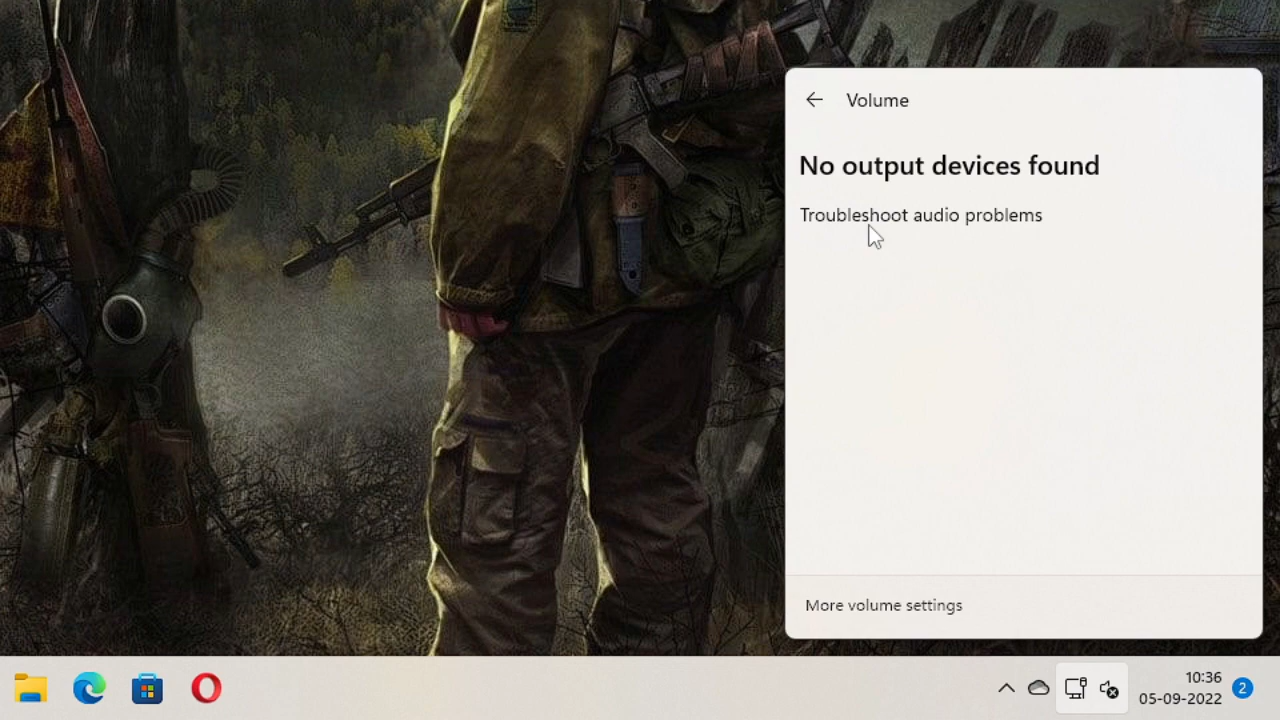 Volume
No output devices found
Troubleshoot audio problems
More volume settings
10:36
05-09-2022
2